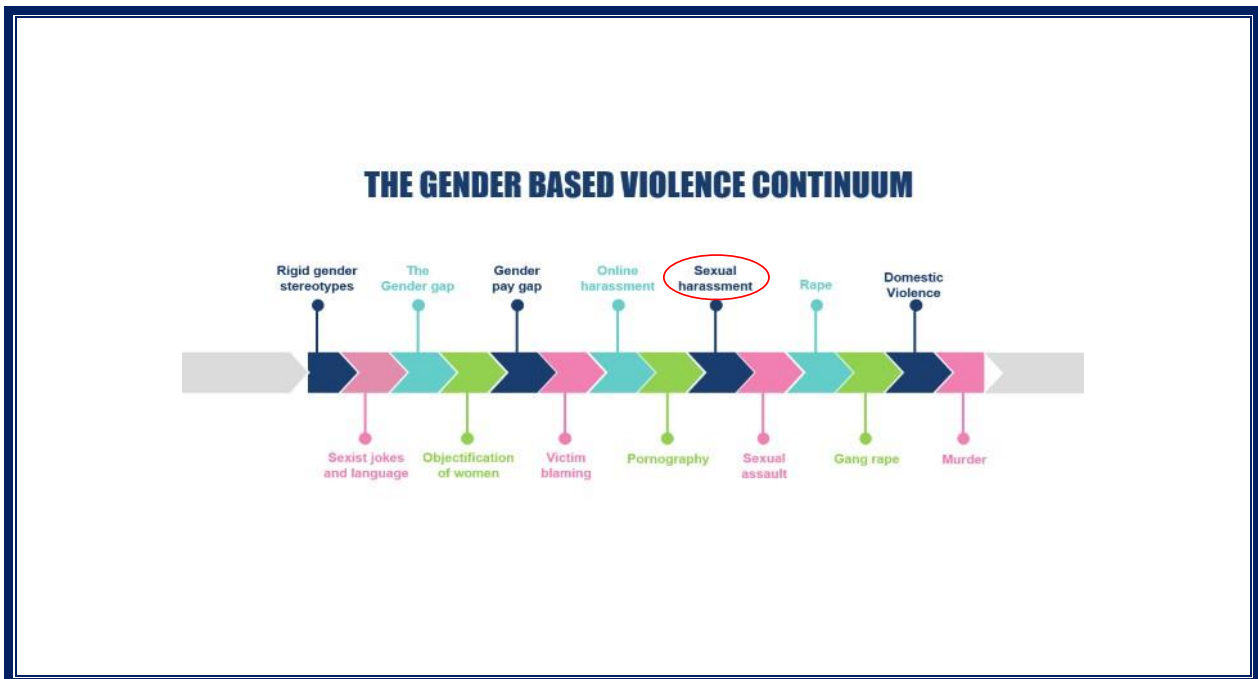 THE GENDER BASED VIOLENCE CONTINUUM
Rigid gender
stereotypes
The
Gender gap
Gender
pay gap
Online
harassment
Sexual
harassment
Rape
Domestic
Violence
Sexist jokes
and language
Objectification
of women
Victim
blaming
Pornography
Sexual
assault
Gang rape
Murder